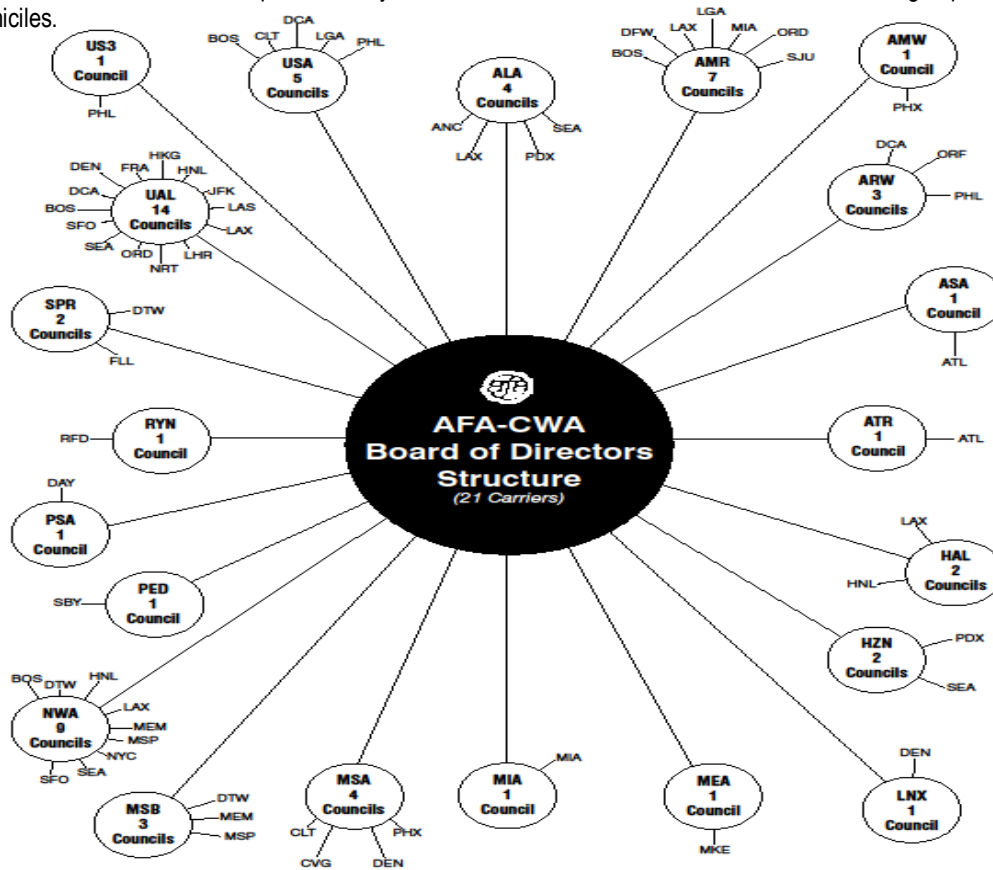 niciles.
US3
1
Council
PHL
BOS
CLT
DCA
LGA
PHL
USA
5
Councils
ALA
4
Councils
ANC
LAX
PDX
SEA
BOS
DFW
LAX
LGA
MIA
ORD
SJU
AMR
7
Councils
AMW
1
Council
PHX
DEN
FRA
HKG
HNL
JFK
LAS
LAX
LHR
NRT
ORD
SEA
SFO
BOS
DCA
UAL
14
Councils
DCA
ORF
PHL
ARW
3
Councils
SPR
2
Councils
DTW
FLL
ASA
1
Council
ATL
AFA-CWA
Board of Directors
Structure
(21 Carriers)
RFD
RYN
1
Council
ATR
1
Council
ATL
DAY
PSA
1
Council
LAX
HNL
HAL
2
Councils
SBY
PED
1
Council
HZN
2
Councils
PDX
SEA
BOS
DTW
HNL
LAX
MEM
MSP
NYC
SEA
SFO
NWA
9
Councils
MSB
3
Councils
DTW
MEM
MSP
MSA
4
Councils
CLT
CVG
DEN
PHX
MIA
1
Council
MIA
MEA
1
Council
MKE
DEN
LNX
1
Council